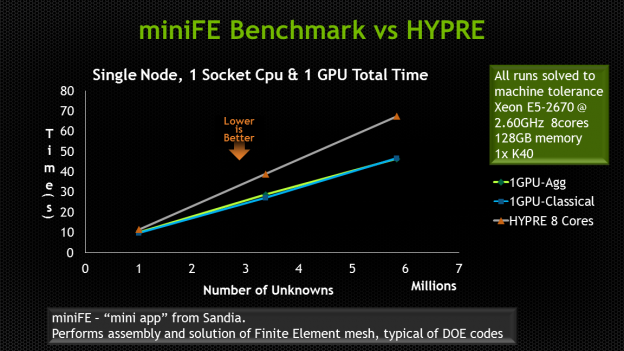 miniFE Benchmark vs HYPRE
Single Node, 1 Socket Cpu & 1 GPU Total Time
All runs solved to
machine tolerance
Xeon E5-2670 @
2.60GHz 8cores
128GB memory
1x K40
80
70
60
50
40
30
20
10
0
Time(s)
Lower
is
Better
1GPU-Agg
1GPU-Classical
HYPRE 8 Cores
0 1 2 3 4 5 6 7
Number of Unknowns
Millions
miniFE - "mini app" from Sandia.
Performs assembly and solution of Finite Element mesh, typical of DOE codes